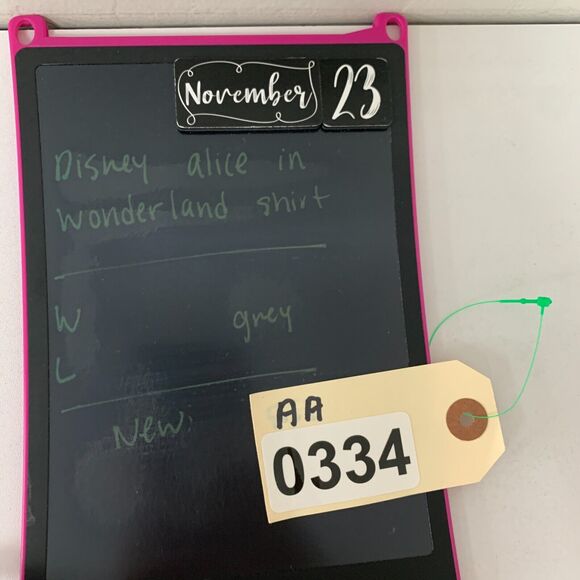 November 23
Disney alice in
wonderland shirt
W grey
L
New
AA
0334